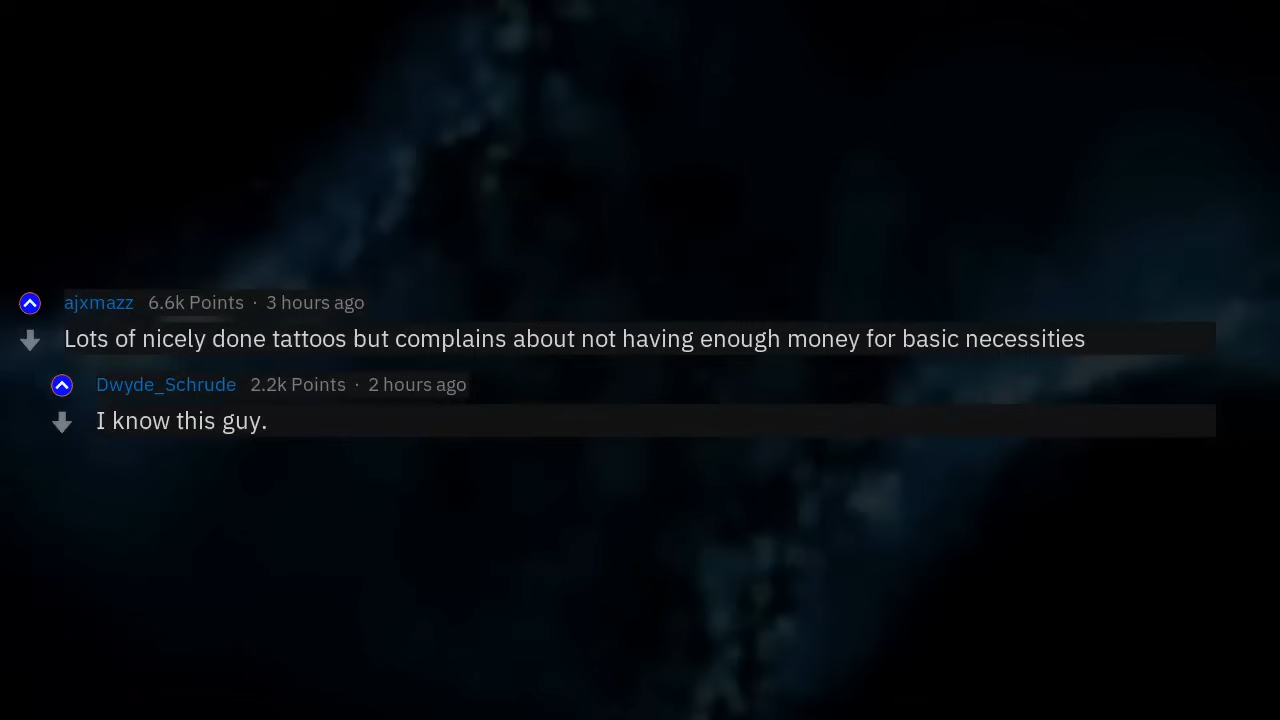 ajxmazz 6.6k Points · 3 hours ago
Lots of nicely done tattoos but complains about not having enough money for basic necessities
Dwyde_Schrude 2.2k Points · 2 hours ago
I know this guy.